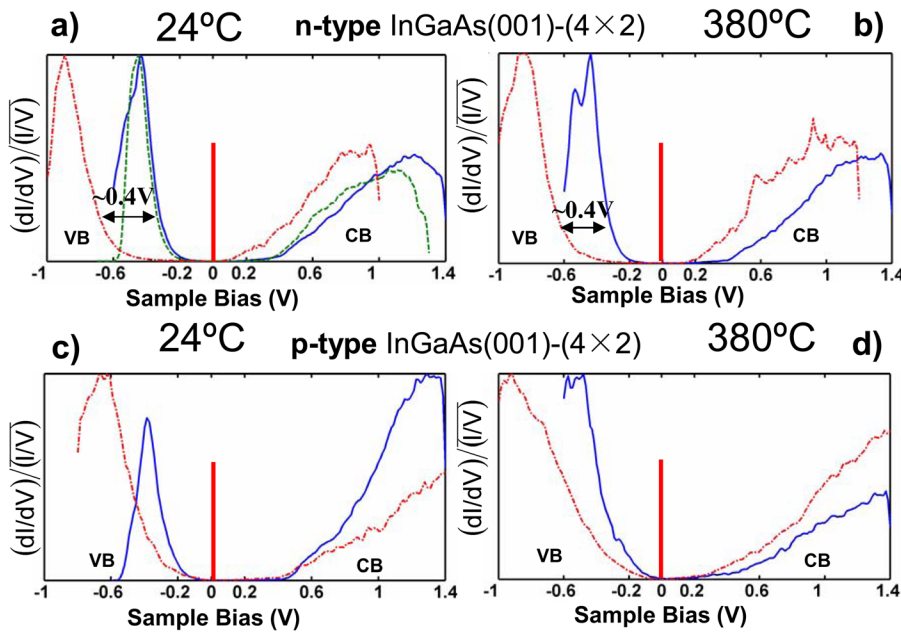 a) 24°C n-type InGaAs(001)-(4×2) 380°C b)
(dI/dV)/(I/V)
~0.4V
VB
CB
-1 -0.6 -0.2 0 0.2 0.6 1 1.4
Sample Bias (V)
(dI/dV)/(I/V)
~0.4V
VB
CB
-1 -0.6 -0.2 0 0.2 0.6 1 1.4
Sample Bias (V)
c) 24°C p-type InGaAs(001)-(4×2) 380°C d)
(dI/dV)/(I/V)
VB
CB
-1 -0.6 -0.2 0 0.2 0.6 1 1.4
Sample Bias (V)
(dI/dV)/(I/V)
VB
CB
-1 -0.6 -0.2 0 0.2 0.6 1 1.4
Sample Bias (V)